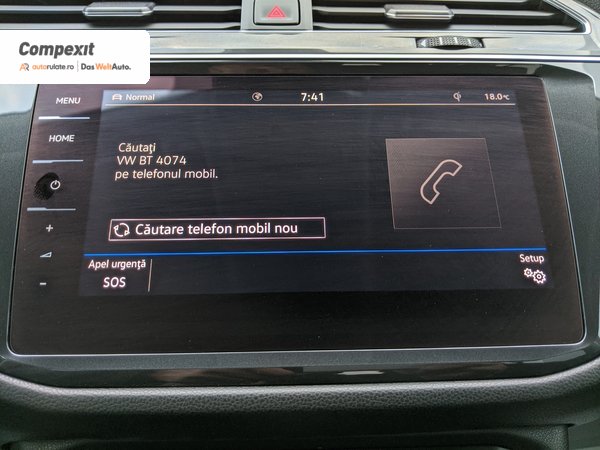 Compexit
autorulate.ro | Das WeltAuto.
MENU
Normal
7:41
18.0°C
HOME
Căutați
VW BT 4074
pe telefonul mobil.
Căutare telefon mobil nou
+
-
Apel urgență
SOS
Setup